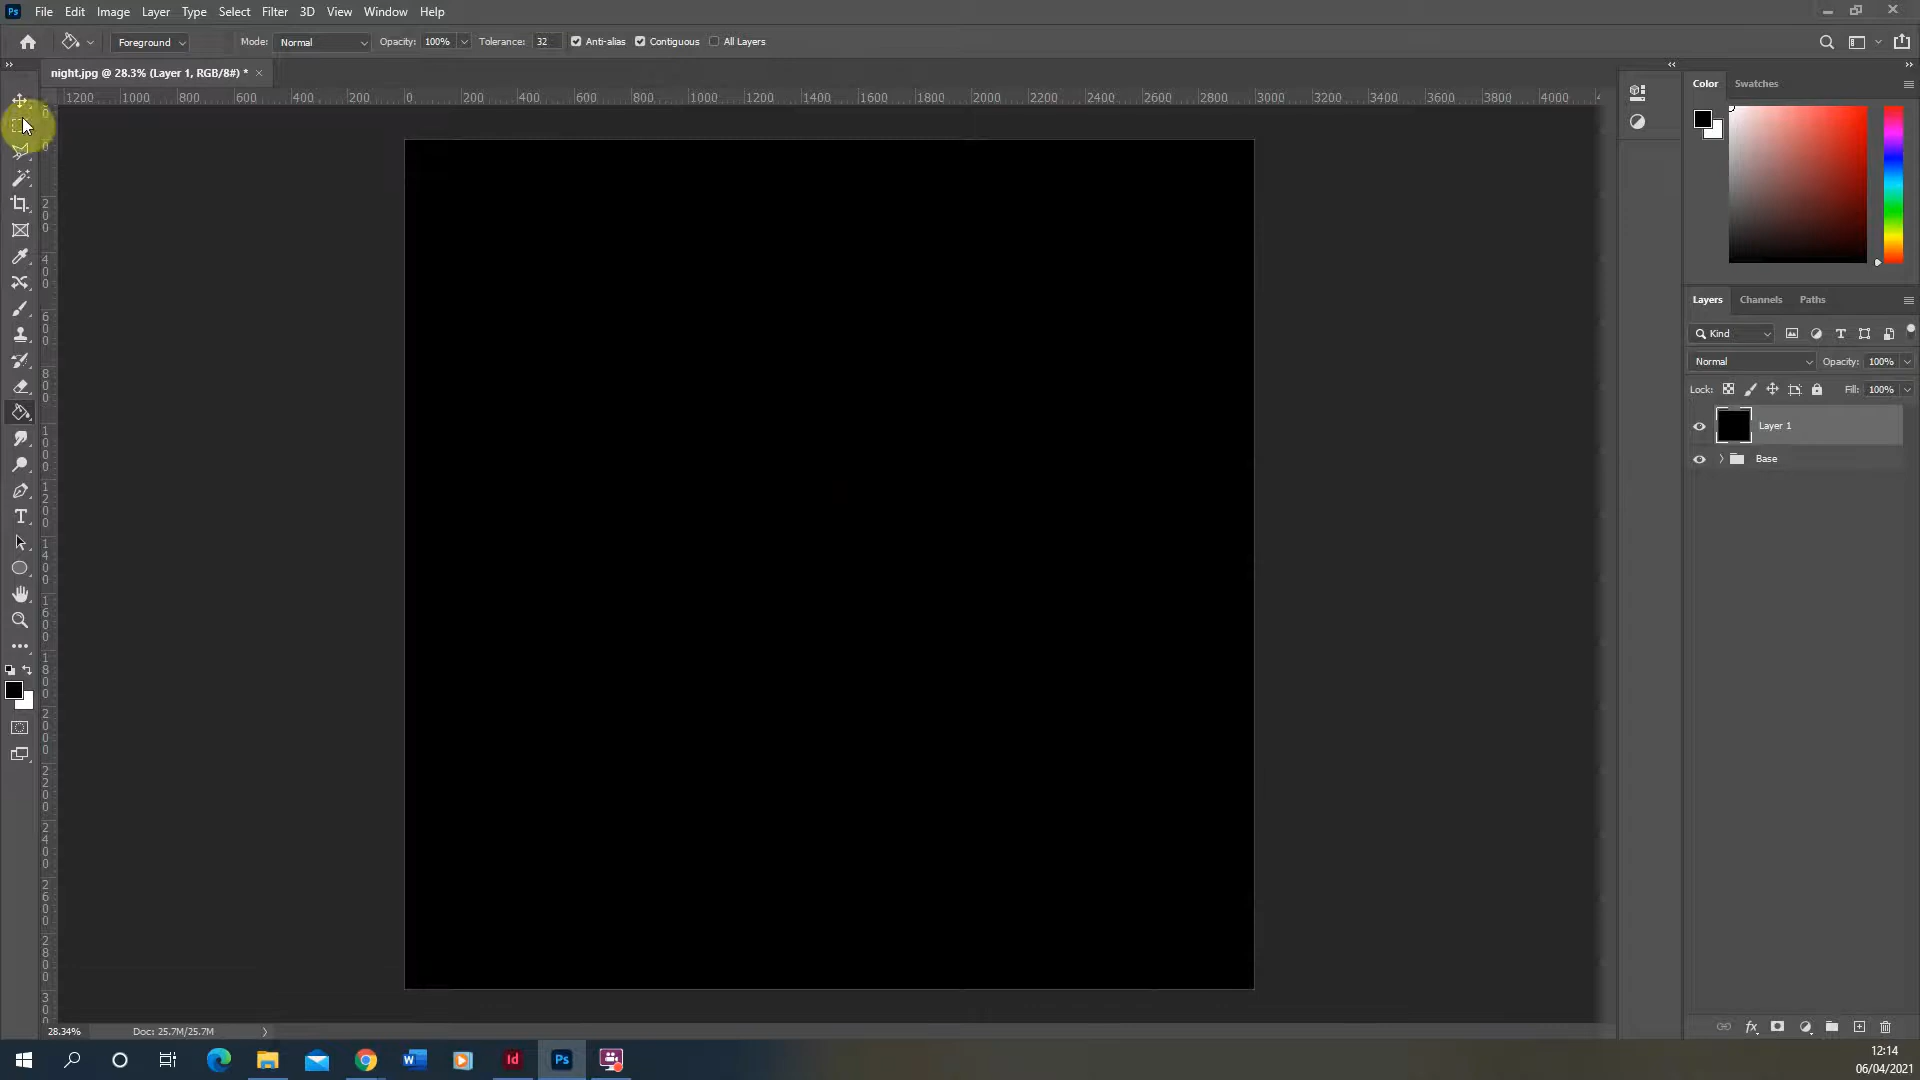 Ps File Edit Image Layer Type Select Filter 3D View Window Help
Foreground Mode: Normal Opacity: 100% Tolerance: 32 Anti-alias Contiguous All Layers
night.jpg @ 28.3% (Layer 1, RGB/8#) * ×
1200 1000 800 600 400 200 0 200 400 600 800 1000 1200 1400 1600 1800 2000 2200 2400 2600 2800 3000 3200 3400 3600 3800 4000
0
200
400
600
800
1000
1200
1400
1600
1800
2000
2200
2400
2600
2800
Color Swatches
Layers Channels Paths
Kind
Normal Opacity: 100%
Lock: Fill: 100%
Layer 1
Base
fx
T
28.34% Doc: 25.7M/25.7M
W Id Ps
12:14
06/04/2021